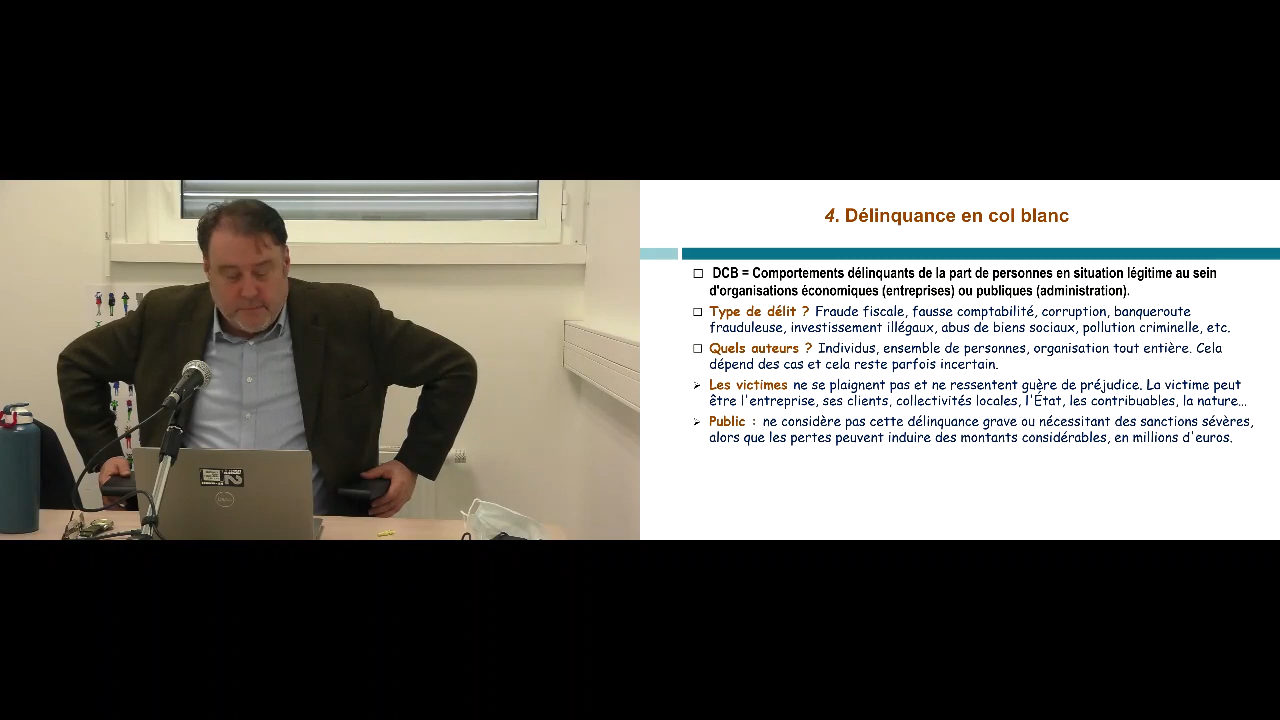 4. Délinquance en col blanc
DCB = Comportements délinquants de la part de personnes en situation légitime au sein
d'organisations économiques (entreprises) ou publiques (administration).
Type de délit ? Fraude fiscale, fausse comptabilité, corruption, banqueroute
frauduleuse, investissement illégaux, abus de biens sociaux, pollution criminelle, etc.
Quels auteurs ? Individus, ensemble de personnes, organisation tout entière. Cela
dépend des cas et cela reste parfois incertain.
Les victimes ne se plaignent pas et ne ressentent guère de préjudice. La victime peut
être l'entreprise, ses clients, collectivités locales, l'État, les contribuables, la nature...
Public : ne considère pas cette délinquance grave ou nécessitant des sanctions sévères,
alors que les pertes peuvent induire des montants considérables, en millions d'euros.
DELL